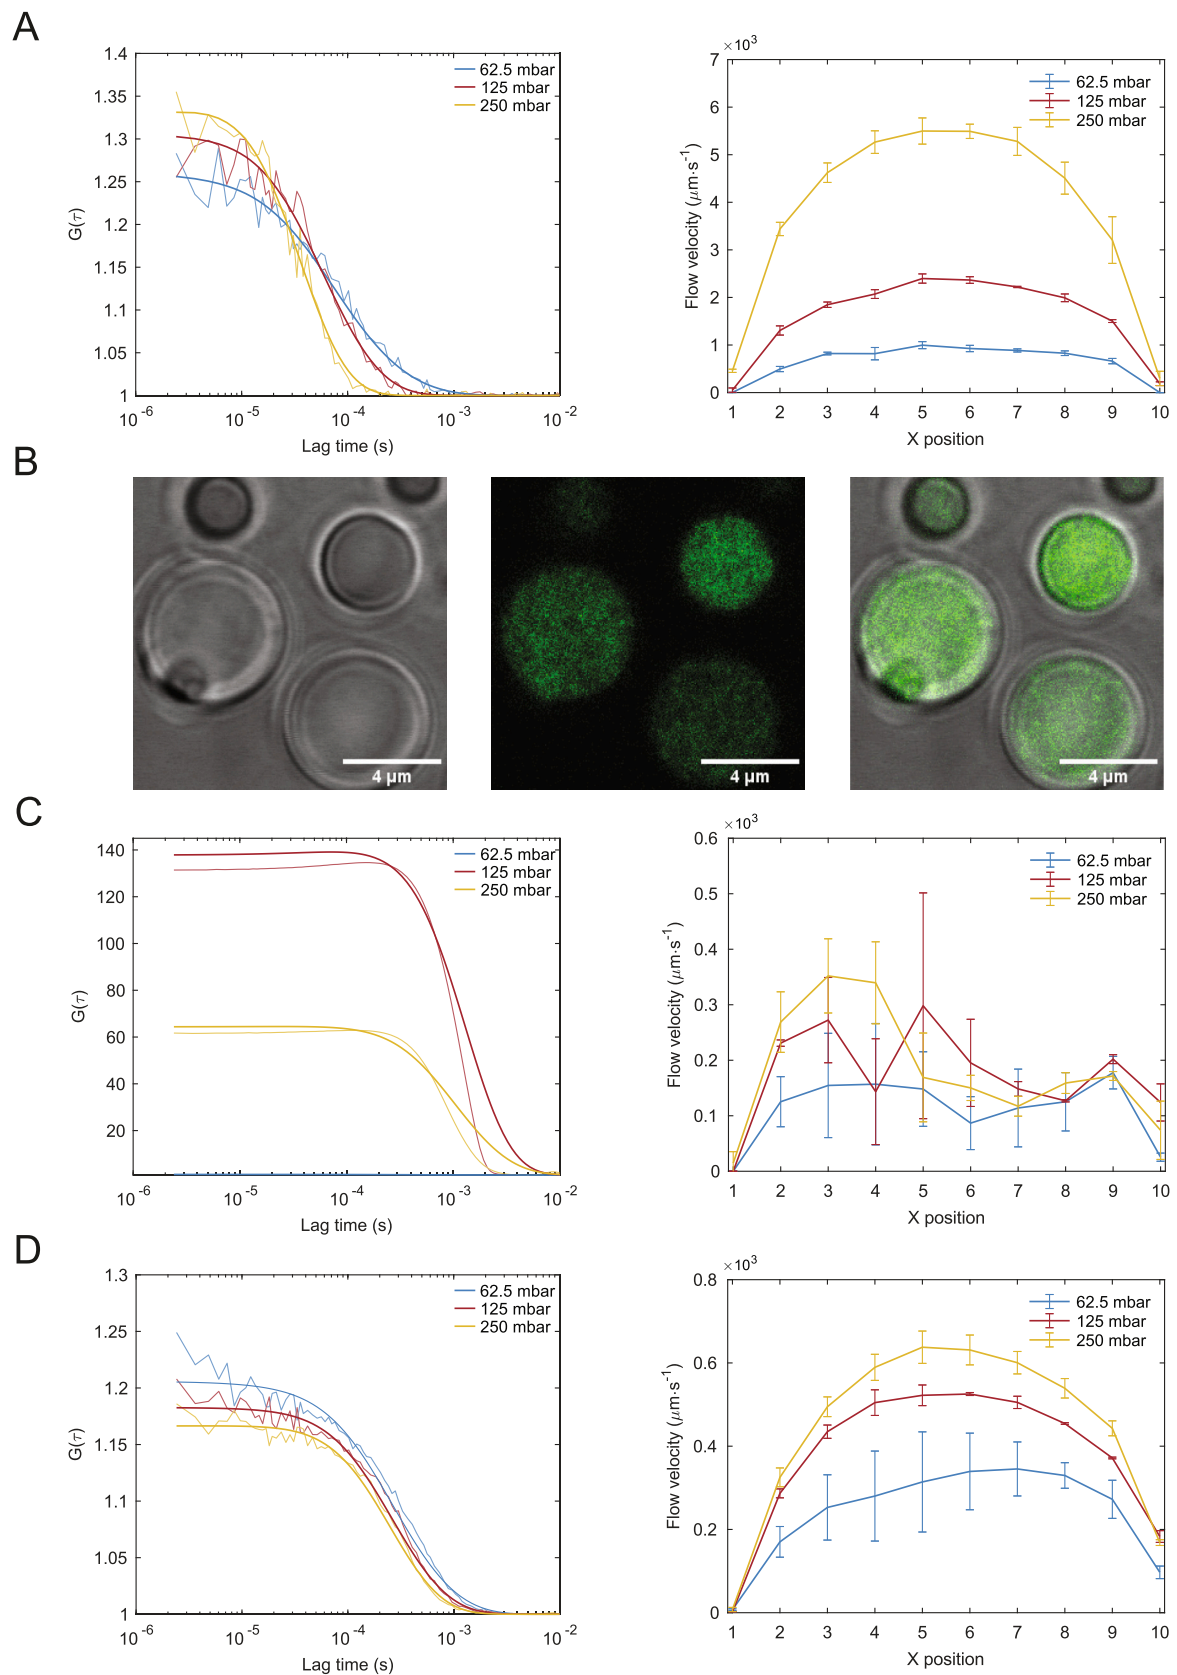 A
1.4
1.35
1.3
1.25
1.2
1.15
1.1
1.05
1
G(τ)
62.5 mbar
125 mbar
250 mbar
10-6
10-5
10-4
10-3
10-2
Lag time (s)
×10³
7
6
5
4
3
2
1
0
Flow velocity (μm·s-1)
62.5 mbar
125 mbar
250 mbar
1 2 3 4 5 6 7 8 9 10
X position
B
4 μm
4 μm
4 μm
C
140
120
100
80
60
40
20
G(τ)
62.5 mbar
125 mbar
250 mbar
10-6
10-5
10-4
10-3
10-2
Lag time (s)
×10³
0.6
0.5
0.4
0.3
0.2
0.1
0
Flow velocity (μm·s-1)
62.5 mbar
125 mbar
250 mbar
1 2 3 4 5 6 7 8 9 10
X position
D
1.3
1.25
1.2
1.15
1.1
1.05
1
G(τ)
62.5 mbar
125 mbar
250 mbar
10-6
10-5
10-4
10-3
10-2
Lag time (s)
×10³
0.8
0.6
0.4
0.2
0
Flow velocity (μm·s-1)
62.5 mbar
125 mbar
250 mbar
1 2 3 4 5 6 7 8 9 10
X position